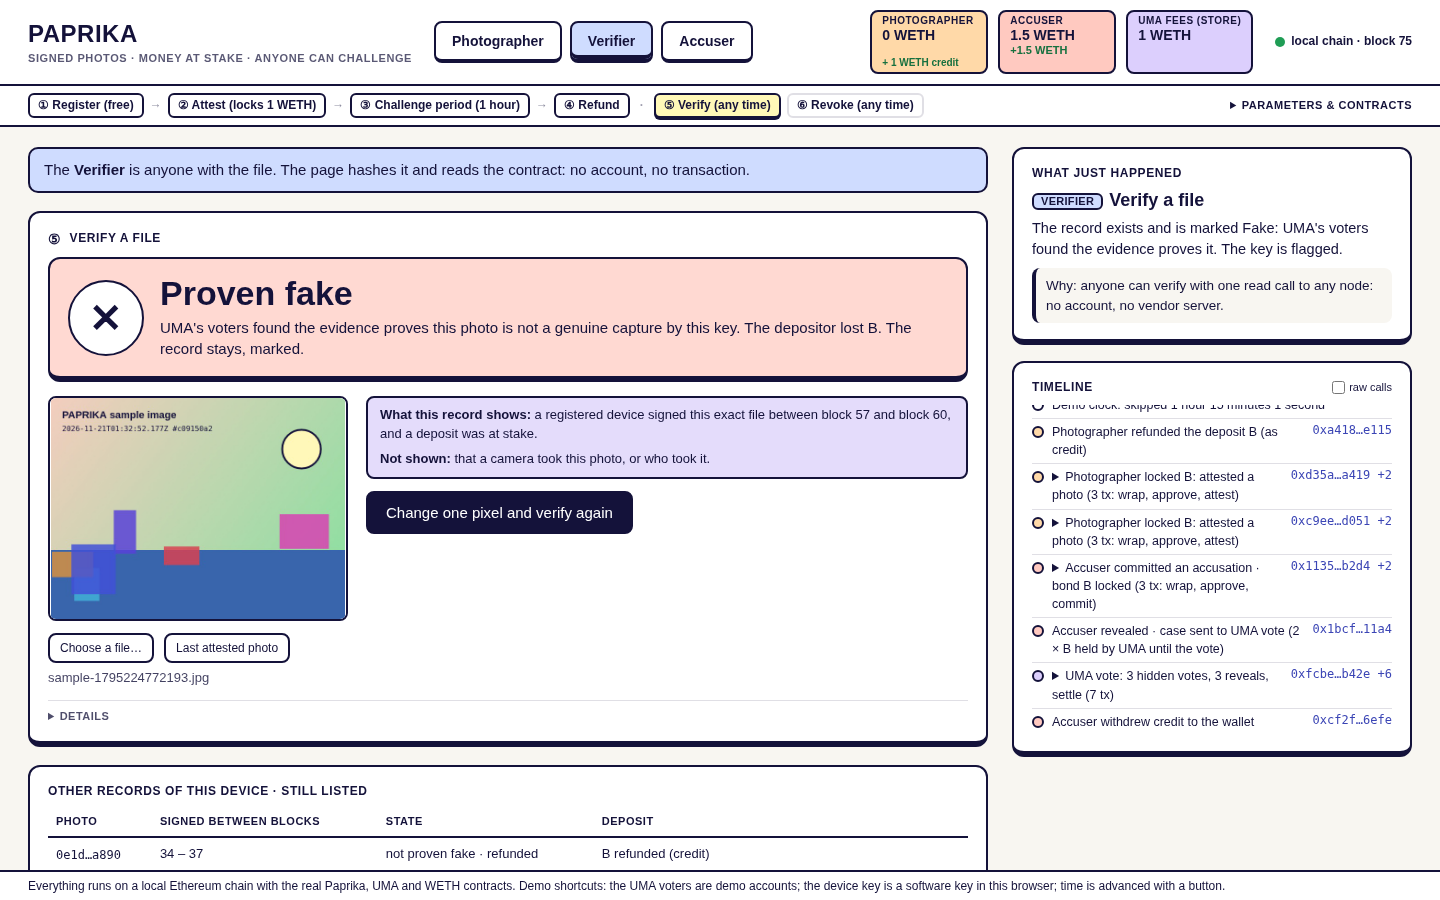 PAPRIKA
SIGNED PHOTOS · MONEY AT STAKE · ANYONE CAN CHALLENGE
Photographer
Verifier
Accuser
PHOTOGRAPHER
0 WETH
+ 1 WETH credit
ACCUSER
1.5 WETH
+1.5 WETH
UMA FEES (STORE)
1 WETH
local chain · block 75
① Register (free) → ② Attest (locks 1 WETH) → ③ Challenge period (1 hour) → ④ Refund · ⑤ Verify (any time) ⑥ Revoke (any time)
▶ PARAMETERS & CONTRACTS
The Verifier is anyone with the file. The page hashes it and reads the contract: no account, no transaction.
⑤ VERIFY A FILE
✕
Proven fake
UMA's voters found the evidence proves this photo is not a genuine capture by this key. The depositor lost B. The
record stays, marked.
PAPRIKA sample image
2026-11-21T01:32:52.177Z #c09150a2
What this record shows: a registered device signed this exact file between block 57 and block 60,
and a deposit was at stake.
Not shown: that a camera took this photo, or who took it.
Change one pixel and verify again
Choose a file…
Last attested photo
sample-1795224772193.jpg
▶ DETAILS
OTHER RECORDS OF THIS DEVICE · STILL LISTED
PHOTO SIGNED BETWEEN BLOCKS STATE DEPOSIT
0e1d…a890 34 – 37 not proven fake · refunded B refunded (credit)
WHAT JUST HAPPENED
VERIFIER Verify a file
The record exists and is marked Fake: UMA's voters
found the evidence proves it. The key is flagged.
Why: anyone can verify with one read call to any node:
no account, no vendor server.
TIMELINE
raw calls
Demo clock: skipped 1 hour 15 minutes 1 second
Photographer refunded the deposit B (as 0xa418…e115
credit)
▶ Photographer locked B: attested a 0xd35a…a419 +2
photo (3 tx: wrap, approve, attest)
▶ Photographer locked B: attested a 0xc9ee…d051 +2
photo (3 tx: wrap, approve, attest)
▶ Accuser committed an accusation · 0x1135…b2d4 +2
bond B locked (3 tx: wrap, approve,
commit)
Accuser revealed · case sent to UMA vote (2 0x1bcf…11a4
× B held by UMA until the vote)
▶ UMA vote: 3 hidden votes, 3 reveals, 0xfcbe…b42e +6
settle (7 tx)
Accuser withdrew credit to the wallet 0xcf2f…6efe
Everything runs on a local Ethereum chain with the real Paprika, UMA and WETH contracts. Demo shortcuts: the UMA voters are demo accounts; the device key is a software key in this browser; time is advanced with a button.